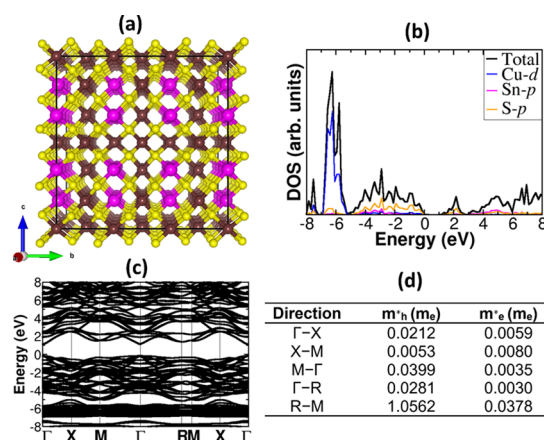 (a)
c
b
(b)
DOS (arb. units)
Total
Cu-d
Sn-p
S-p
-8 -6 -4 -2 0 2 4 6 8
Energy (eV)
(c)
Energy (eV)
8
6
4
2
0
-2
-4
-6
-8
Γ X M Γ RM X Γ
(d)
Direction m*h (me) m*e (me)
Γ−X 0.0212 0.0059
X−M 0.0053 0.0080
M−Γ 0.0399 0.0035
Γ−R 0.0281 0.0030
R−M 1.0562 0.0378